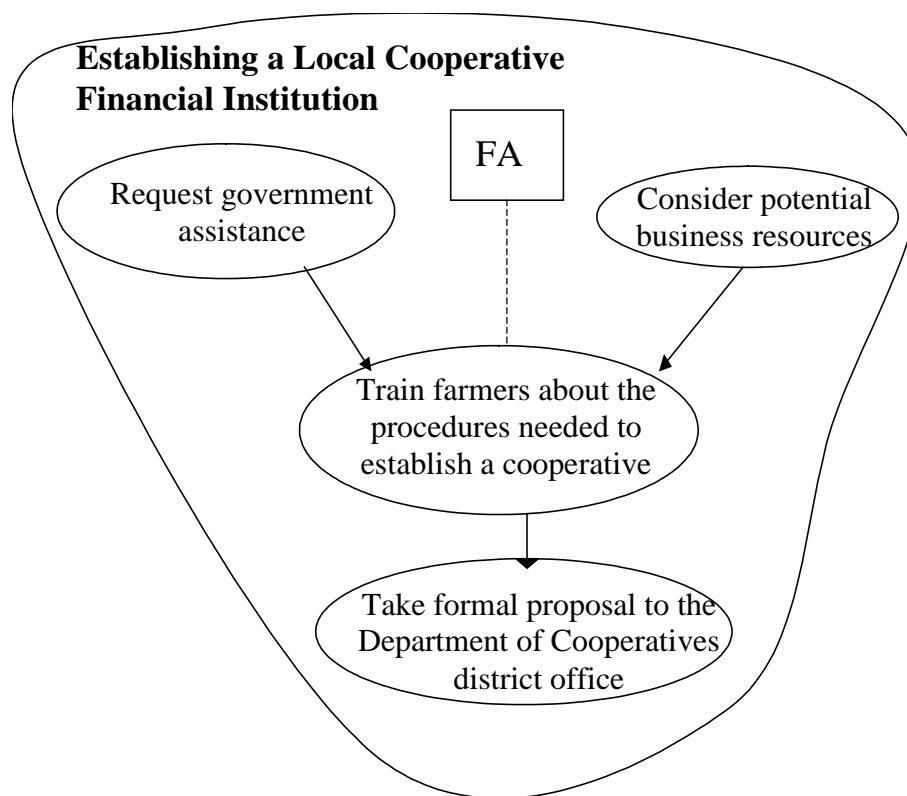 Establishing a Local Cooperative
Financial Institution
FA
Request government
assistance
Consider potential
business resources
Train farmers about the
procedures needed to
establish a cooperative
Take formal proposal to the
Department of Cooperatives
district office